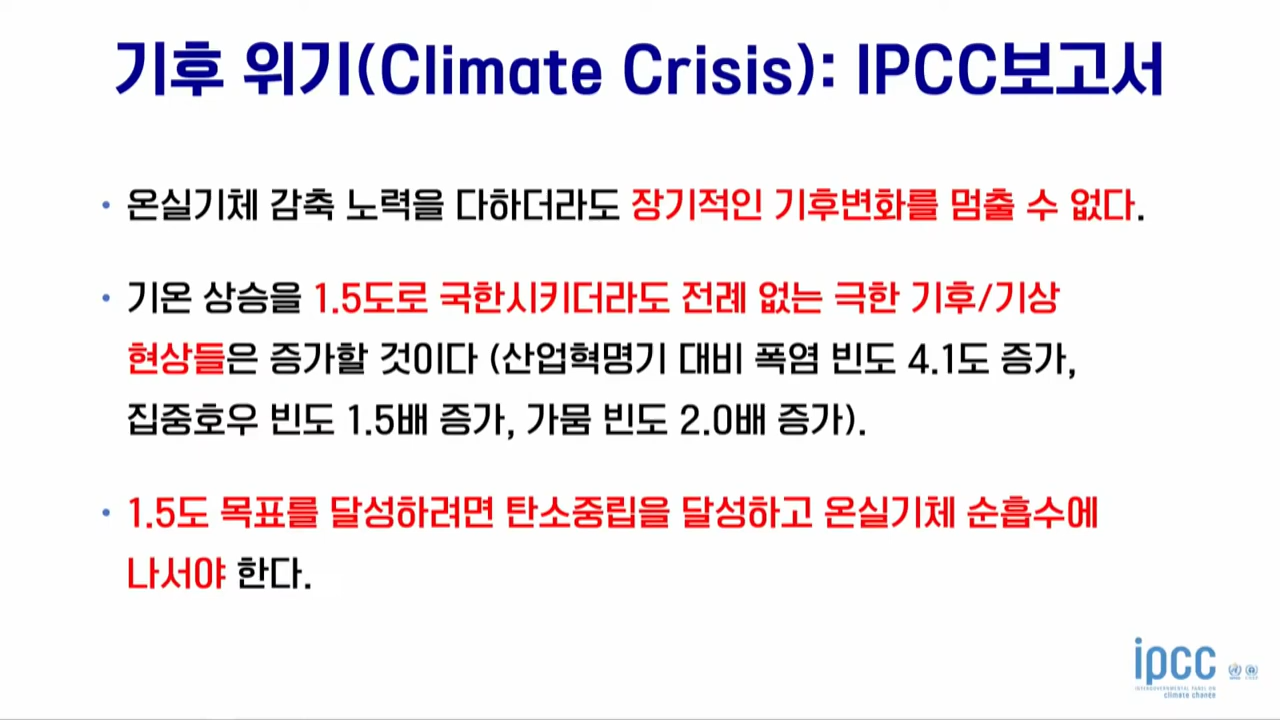 기후 위기(Climate Crisis): IPCC보고서
• 온실기체 감축 노력을 다하더라도 장기적인 기후변화를 멈출 수 없다.
• 기온 상승을 1.5도로 국한시키더라도 전례 없는 극한 기후/기상
현상들은 증가할 것이다 (산업혁명기 대비 폭염 빈도 4.1도 증가,
집중호우 빈도 1.5배 증가, 가뭄 빈도 2.0배 증가).
• 1.5도 목표를 달성하려면 탄소중립을 달성하고 온실기체 순흡수에
나서야 한다.
ipcc
INTERGOVERNMENTAL PANEL ON
climate change